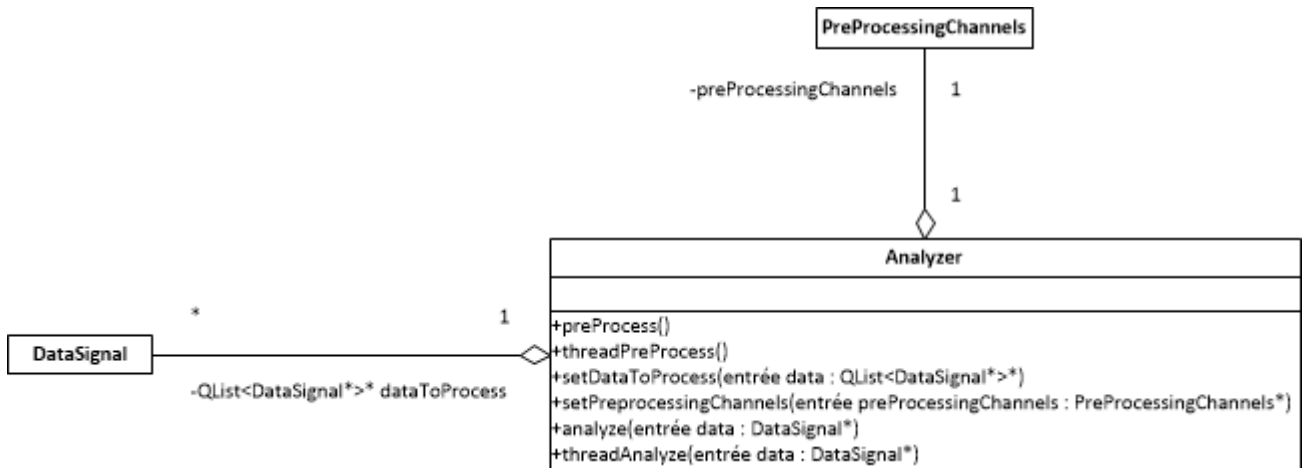 PreProcessingChannels
-preProcessingChannels
1
1
Analyzer
*
1
DataSignal
-QList<DataSignal*>* dataToProcess
+preProcess()
+threadPreProcess()
+setDataToProcess(entrée data : QList<DataSignal*>*)
+setPreprocessingChannels(entrée preProcessingChannels : PreProcessingChannels*)
+analyze(entrée data : DataSignal*)
+threadAnalyze(entrée data : DataSignal*)